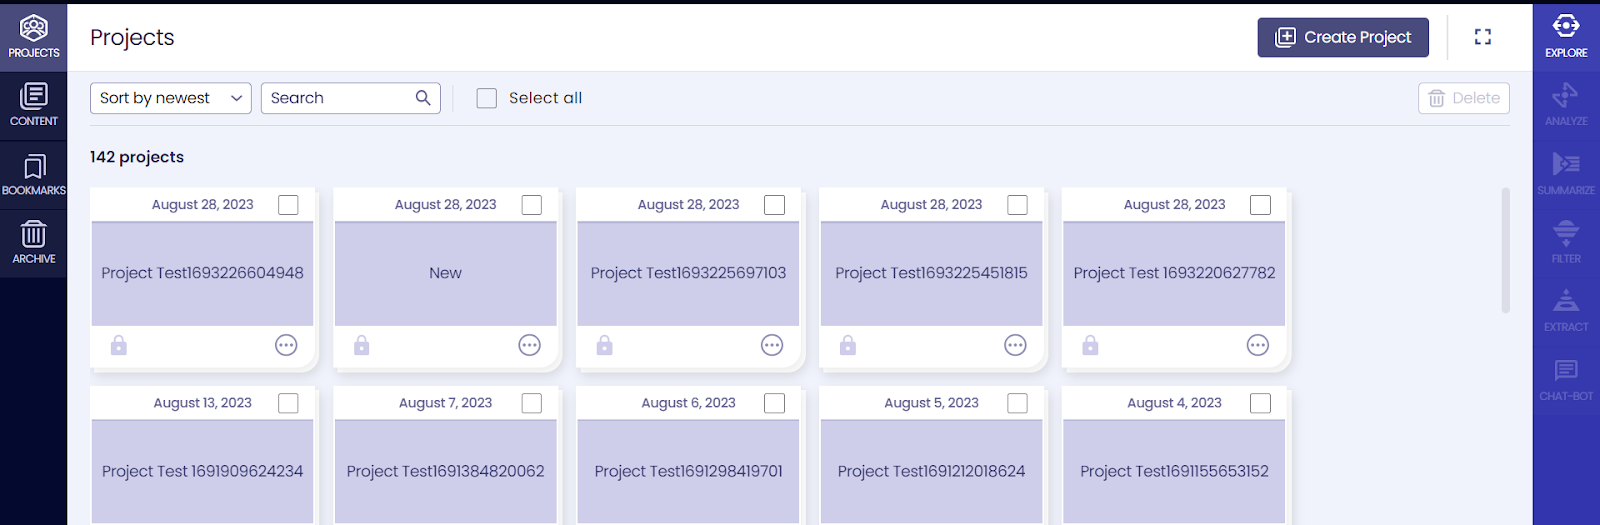 PROJECTS
CONTENT
BOOKMARKS
ARCHIVE
Projects
Create Project
Sort by newest
Search
Select all
Delete
142 projects
August 28, 2023
Project Test1693226604948
August 28, 2023
New
August 28, 2023
Project Test1693225697103
August 28, 2023
Project Test1693225451815
August 28, 2023
Project Test 1693220627782
August 13, 2023
Project Test 1691909624234
August 7, 2023
Project Test1691384820062
August 6, 2023
Project Test1691298419701
August 5, 2023
Project Test1691212018624
August 4, 2023
Project Test1691155653152
EXPLORE
ANALYZE
SUMMARIZE
FILTER
EXTRACT
CHAT-BOT